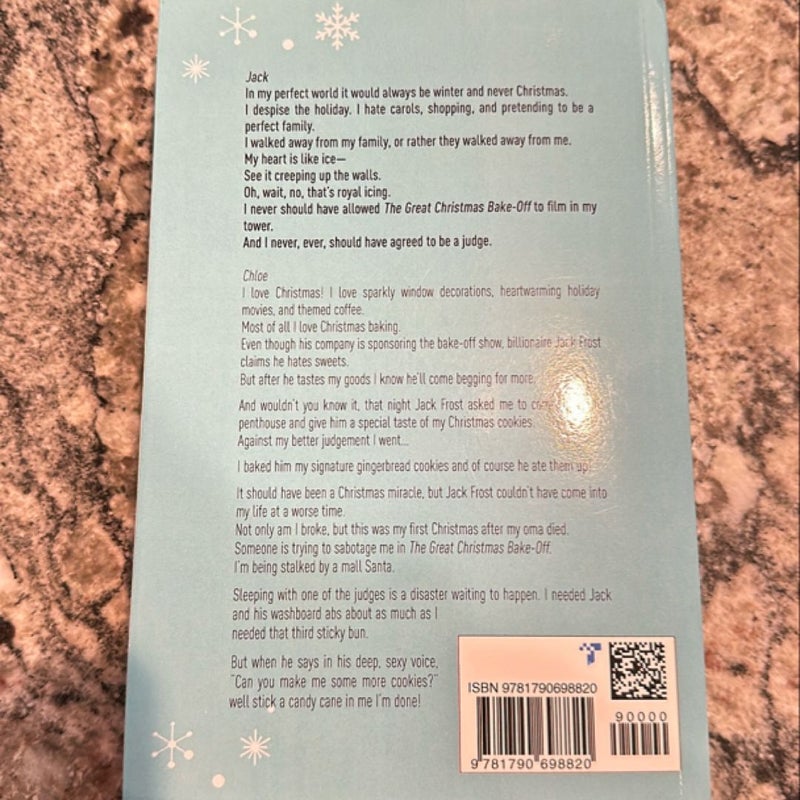 Jack
In my perfect world it would always be winter and never Christmas.
I despise the holiday. I hate carols, shopping, and pretending to be a
perfect family.
I walked away from my family, or rather they walked away from me.
My heart is like ice—
See it creeping up the walls.
Oh, wait, no, that's royal icing.
I never should have allowed The Great Christmas Bake-Off to film in my
tower.
And I never, ever, should have agreed to be a judge.
Chloe
I love Christmas! I love sparkly window decorations, heartwarming holiday
movies, and themed coffee.
Most of all I love Christmas baking.
Even though his company is sponsoring the bake-off show, billionaire Jack Frost
claims he hates sweets.
But after he tastes my goods I know he'll come begging for more.
And wouldn't you know it, that night Jack Frost asked me to
penthouse and give him a special taste of my Christmas cookies.
Against my better judgement I went...
I baked him my signature gingerbread cookies and of course he ate them up!
It should have been a Christmas miracle, but Jack Frost couldn't have come into
my life at a worse time.
Not only am I broke, but this was my first Christmas after my oma died.
Someone is trying to sabotage me in The Great Christmas Bake-Off.
I'm being stalked by a mall Santa.
Sleeping with one of the judges is a disaster waiting to happen. I needed Jack
and his washboard abs about as much as I
needed that third sticky bun.
But when he says in his deep, sexy voice,
"Can you make me some more cookies?"
well stick a candy cane in me I'm done!
ISBN 9781790698820
90000
9781790698820